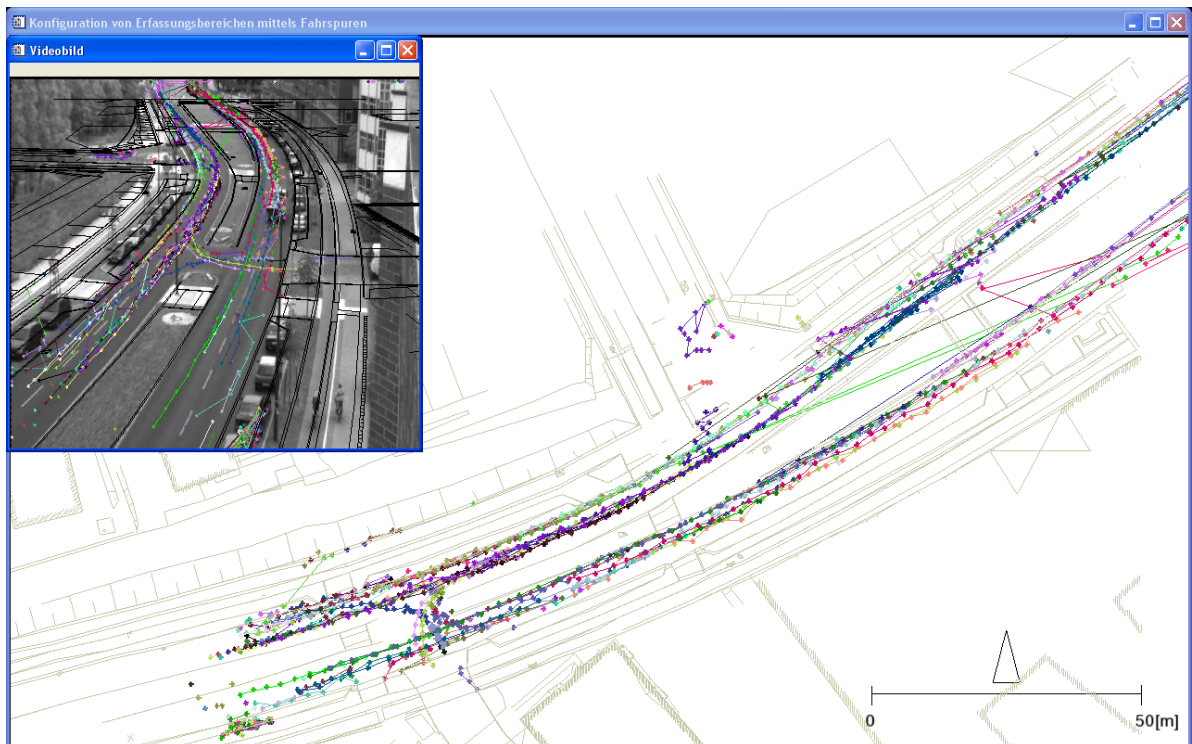 Konfiguration von Erfassungsbereichen mittels Fahrspuren
Videobild
0 50[m]